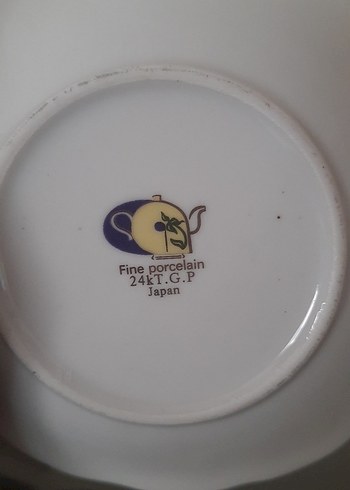 Fine porcelain
24kT.G.P
Japan